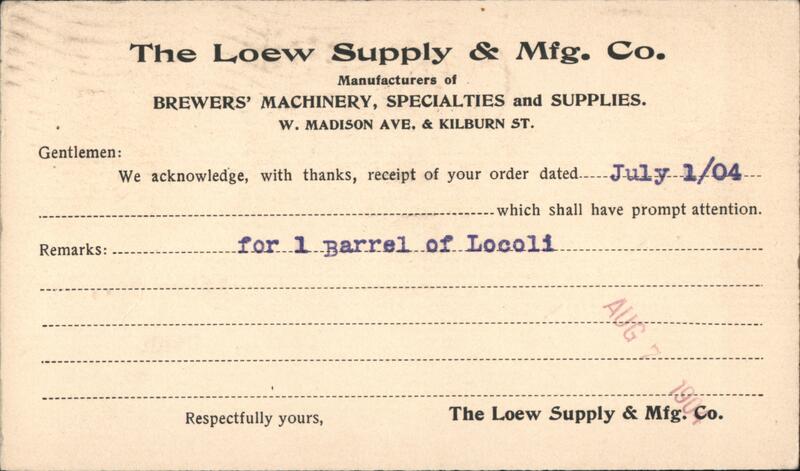 The Loew Supply & Mfg. Co.
Manufacturers of
BREWERS' MACHINERY, SPECIALTIES and SUPPLIES.
W. MADISON AVE. & KILBURN ST.
Gentlemen:
We acknowledge, with thanks, receipt of your order dated July 1/04
which shall have prompt attention.
Remarks: for 1 Barrel of Locoli
AUG 7 1904
Respectfully yours, The Loew Supply & Mfg. Co.